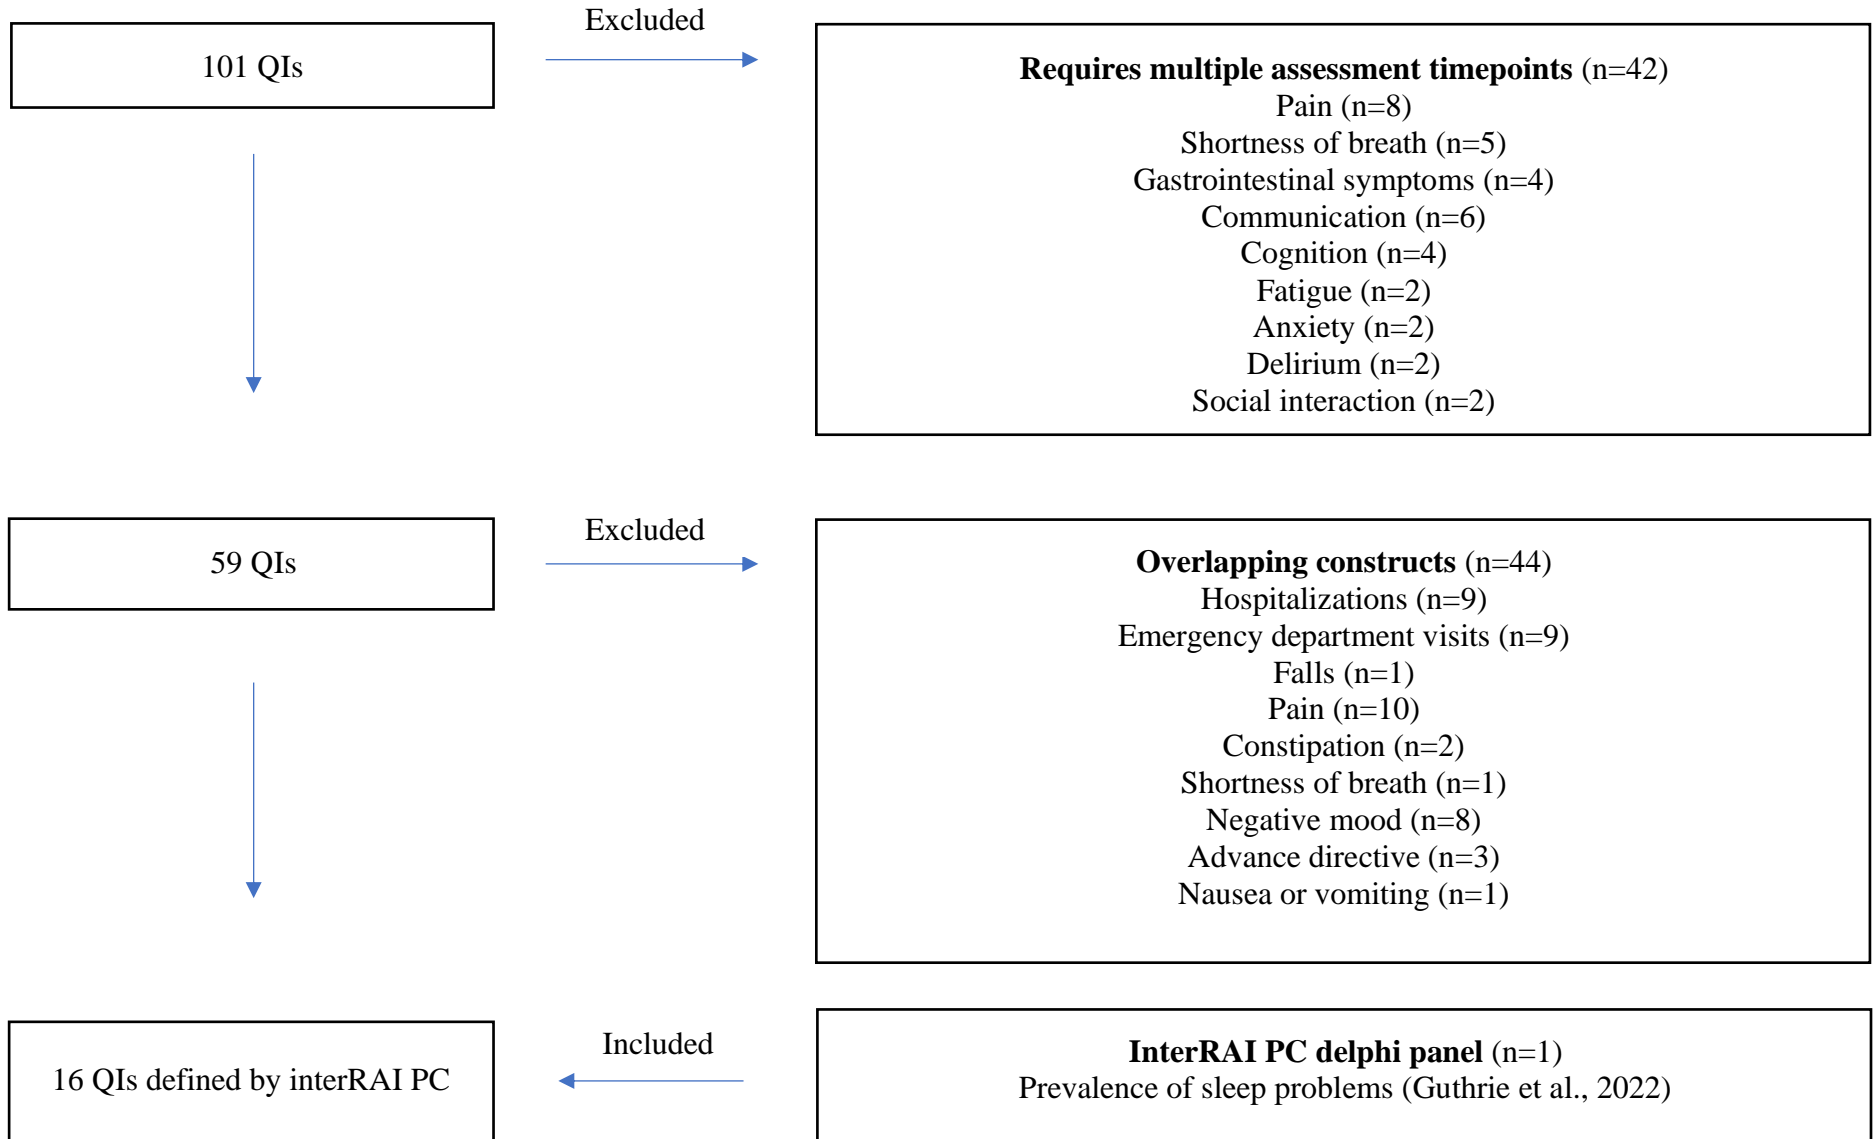 101 QIs
Excluded
Requires multiple assessment timepoints (n=42)
Pain (n=8)
Shortness of breath (n=5)
Gastrointestinal symptoms (n=4)
Communication (n=6)
Cognition (n=4)
Fatigue (n=2)
Anxiety (n=2)
Delirium (n=2)
Social interaction (n=2)
59 QIs
Excluded
Overlapping constructs (n=44)
Hospitalizations (n=9)
Emergency department visits (n=9)
Falls (n=1)
Pain (n=10)
Constipation (n=2)
Shortness of breath (n=1)
Negative mood (n=8)
Advance directive (n=3)
Nausea or vomiting (n=1)
16 QIs defined by interRAI PC
Included
InterRAI PC delphi panel (n=1)
Prevalence of sleep problems (Guthrie et al., 2022)